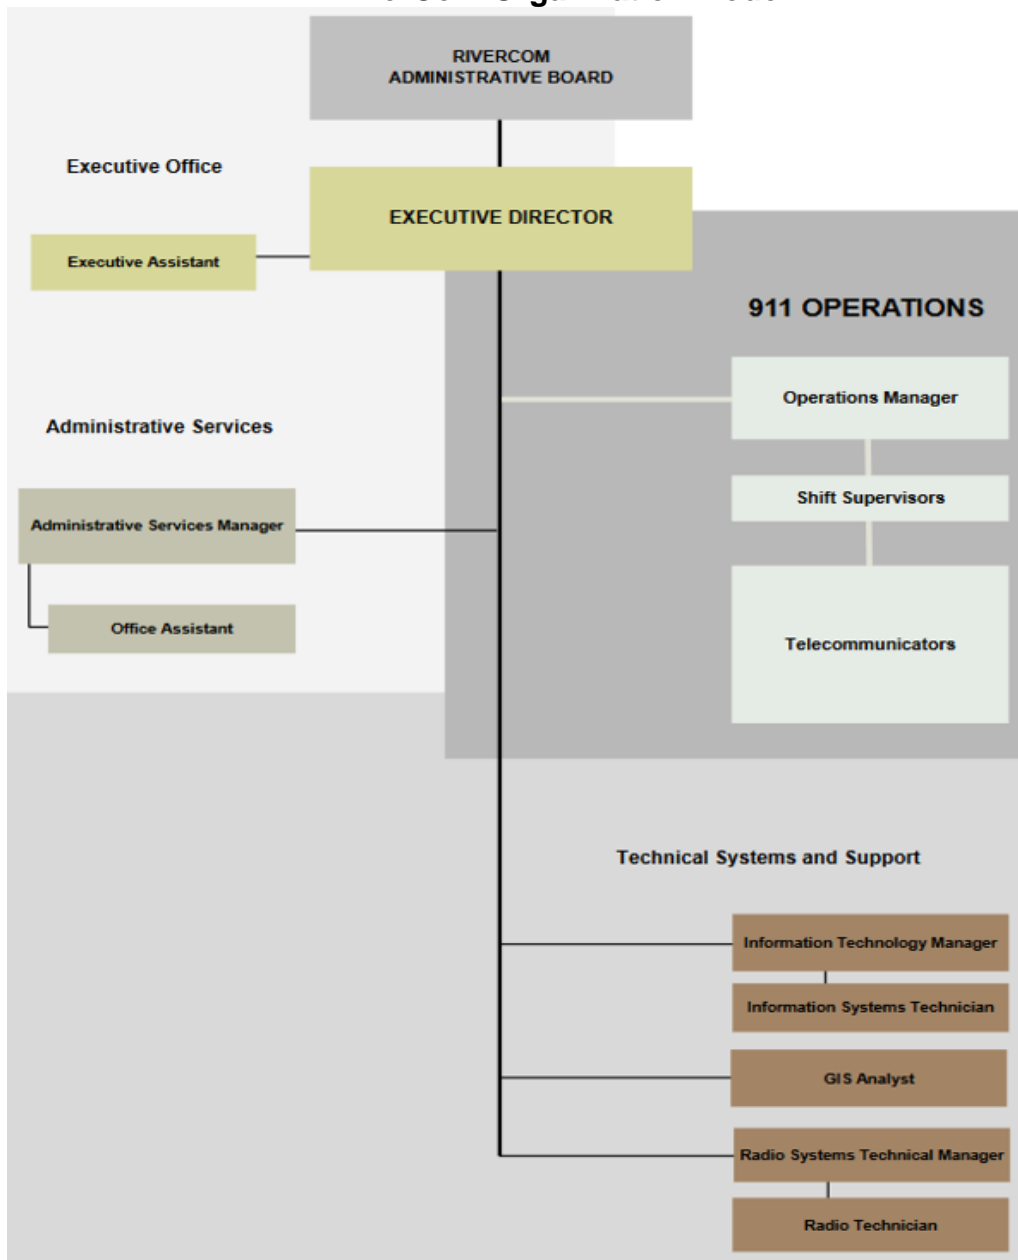 RIVERCOM
ADMINISTRATIVE BOARD
Executive Office
EXECUTIVE DIRECTOR
Executive Assistant
911 OPERATIONS
Operations Manager
Administrative Services
Shift Supervisors
Administrative Services Manager
Office Assistant
Telecommunicators
Technical Systems and Support
Information Technology Manager
Information Systems Technician
GIS Analyst
Radio Systems Technical Manager
Radio Technician